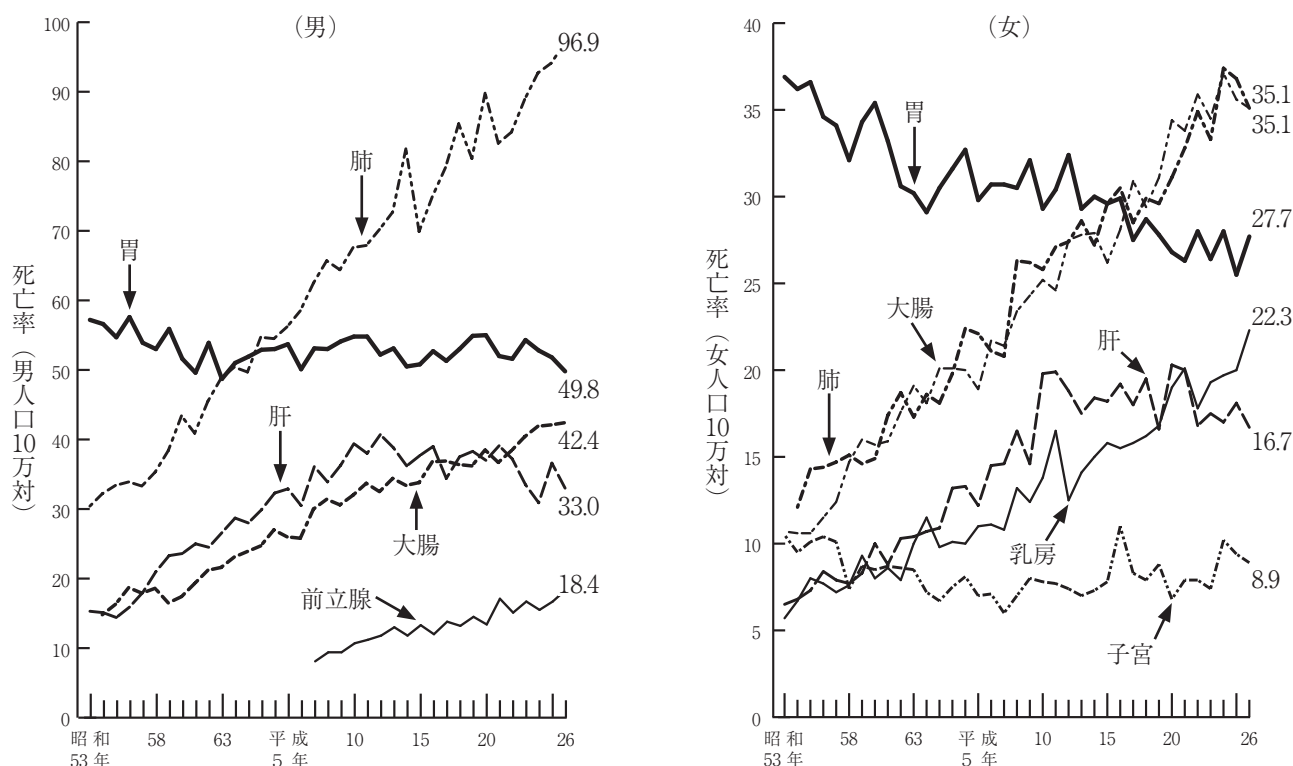 (男)
死亡率(男人口10万対)
100
90
80
70
60
50
40
30
20
10
0
胃
肺
肝
大腸
前立腺
96.9
49.8
42.4
33.0
18.4
昭和53年
58
63
平成5年
10
15
20
26
(女)
死亡率(女人口10万対)
40
35
30
25
20
15
10
5
0
胃
大腸
肺
肝
乳房
子宮
35.1
35.1
27.7
22.3
16.7
8.9
昭和53年
58
63
平成5年
10
15
20
26